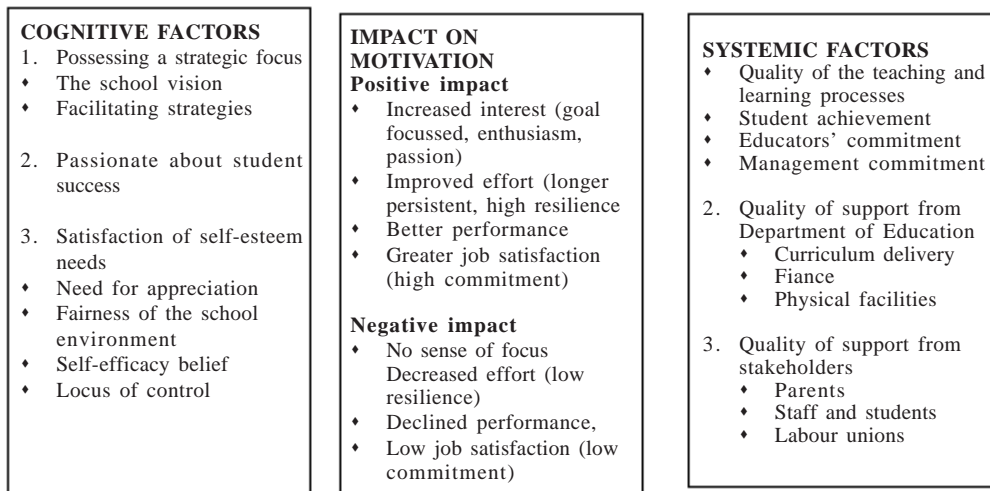 COGNITIVE FACTORS
1. Possessing a strategic focus
♦ The school vision
♦ Facilitating strategies
2. Passionate about student
success
3. Satisfaction of self-esteem
needs
♦ Need for appreciation
♦ Fairness of the school
environment
♦ Self-efficacy belief
♦ Locus of control
IMPACT ON
MOTIVATION
Positive impact
♦ Increased interest (goal
focussed, enthusiasm,
passion)
♦ Improved effort (longer
persistent, high resilience
♦ Better performance
♦ Greater job satisfaction
(high commitment)
Negative impact
♦ No sense of focus
Decreased effort (low
resilience)
♦ Declined performance,
♦ Low job satisfaction (low
commitment)
SYSTEMIC FACTORS
♦ Quality of the teaching and
learning processes
♦ Student achievement
♦ Educators' commitment
♦ Management commitment
2. Quality of support from
Department of Education
♦ Curriculum delivery
♦ Fiance
♦ Physical facilities
3. Quality of support from
stakeholders
♦ Parents
♦ Staff and students
♦ Labour unions